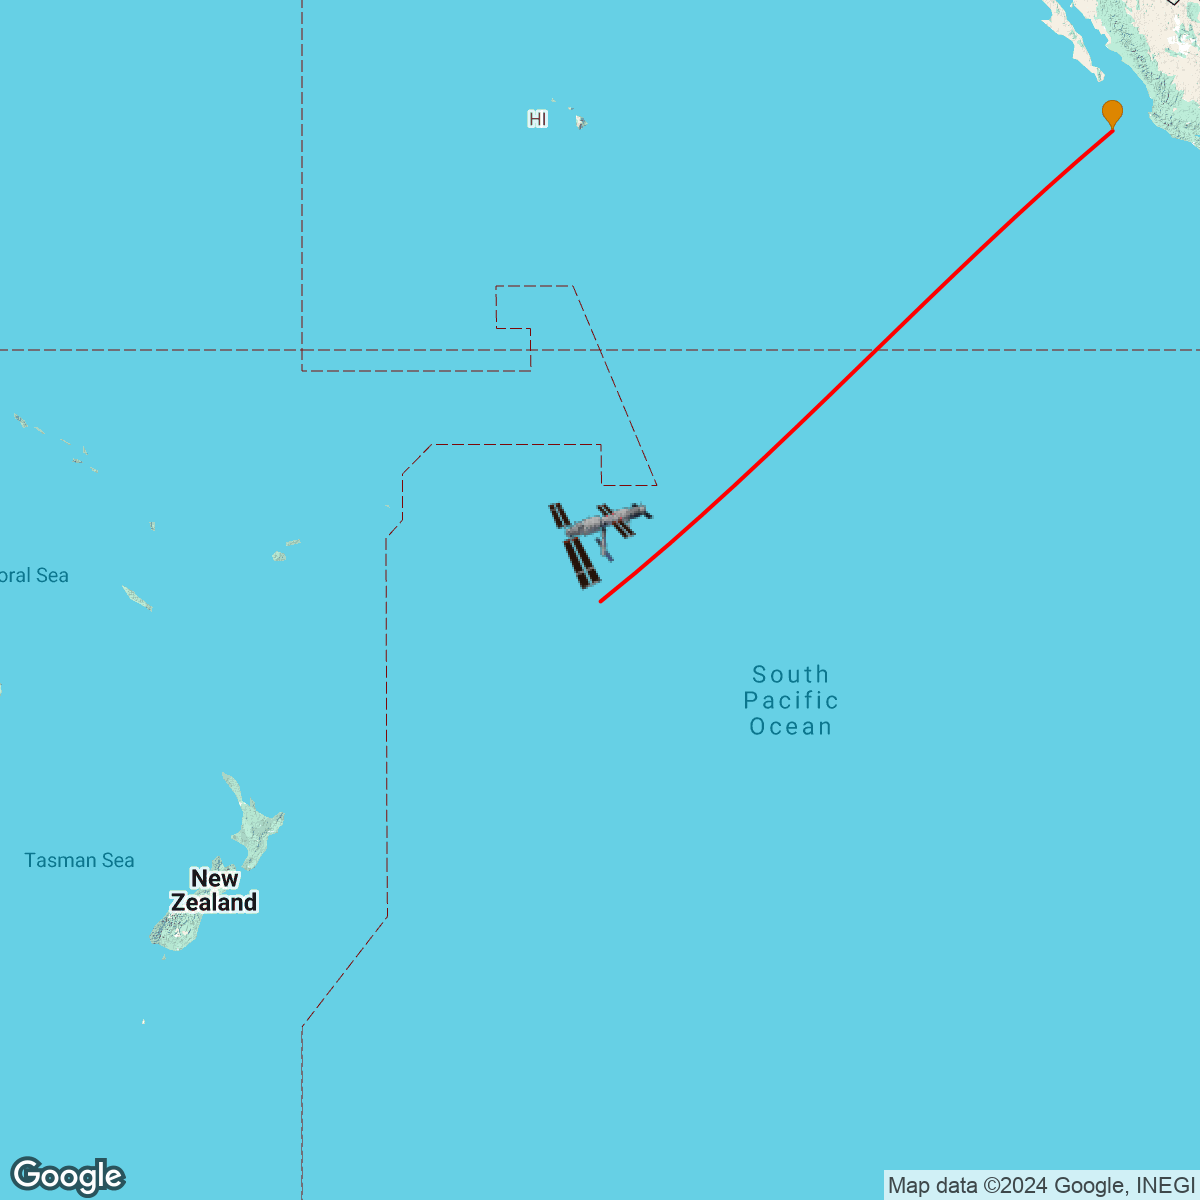 HI
oral Sea
South
Pacific
Ocean
Tasman Sea
New
Zealand
Google
Map data ©2024 Google, INEGI